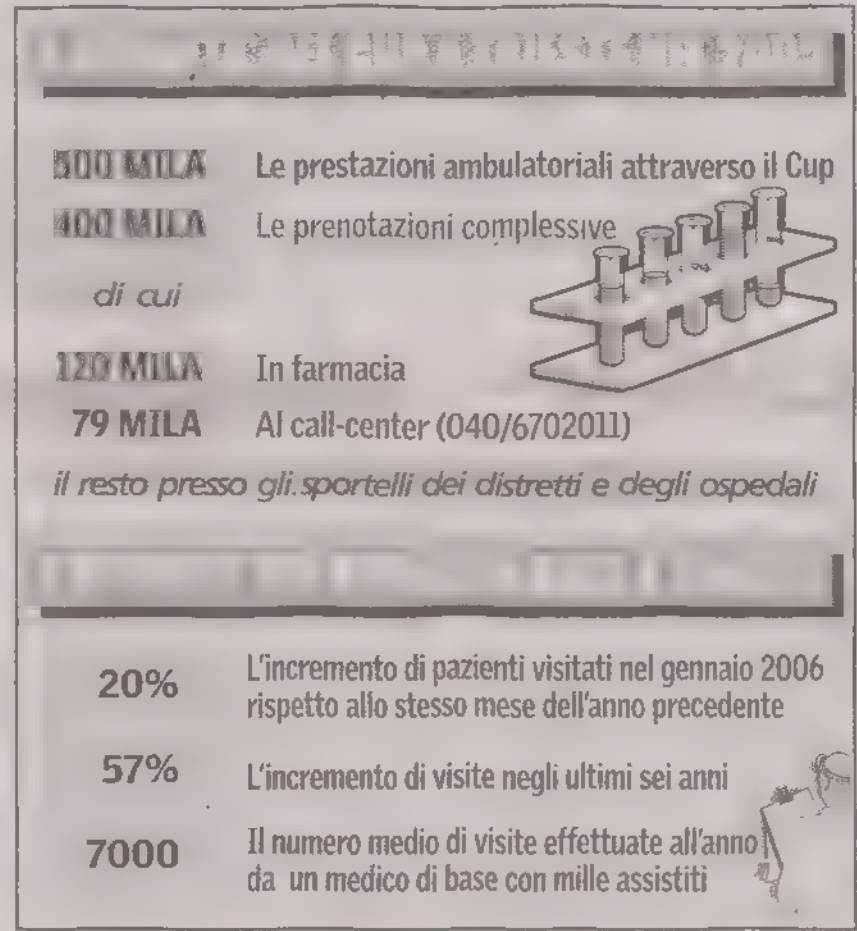 500 MILA Le prestazioni ambulatoriali attraverso il Cup
400 MILA Le prenotazioni complessive
di cui
120 MILA In farmacia
79 MILA Al call-center (040/6702011)
il resto presso gli sportelli dei distretti e degli ospedali
20% L'incremento di pazienti visitati nel gennaio 2006
rispetto allo stesso mese dell'anno precedente
57% L'incremento di visite negli ultimi sei anni
7000 Il numero medio di visite effettuate all'anno
da un medico di base con mille assistiti